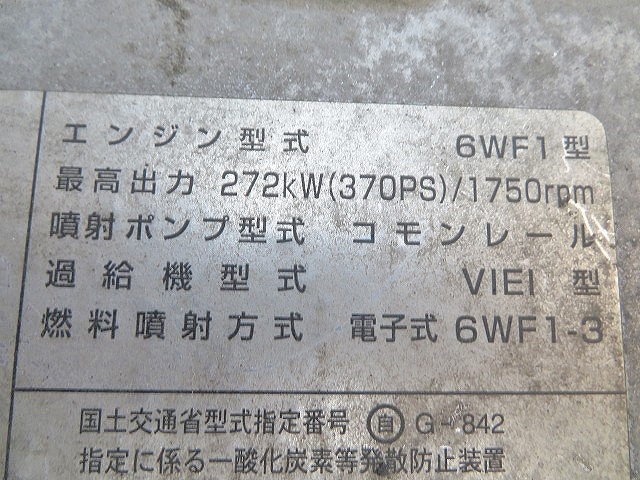 エンジン型式 6WF1型
最高出力 272kW(370PS)/1750rpm
噴射ポンプ型式 コモンレール
過給機型式 VIEI 型
燃料噴射方式 電子式 6WF1-3
国土交通省型式指定番号 自 G-842
指定に係る一酸化炭素等発散防止装置